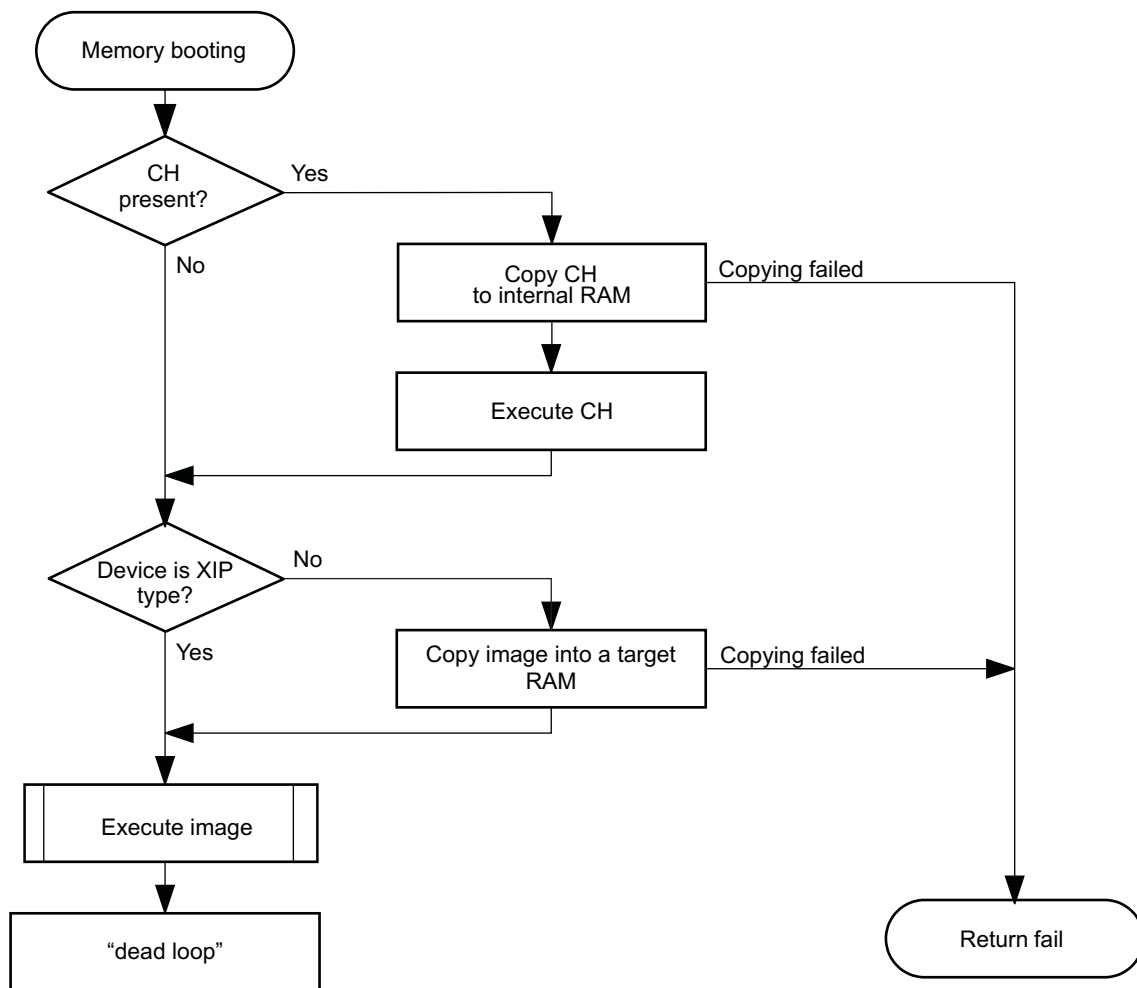 Memory booting
CH
present?
Yes
No
Copy CH
to internal RAM
Copying failed
Execute CH
Device is XIP
type?
No
Yes
Copy image into a target
RAM
Copying failed
Execute image
“dead loop”
Return fail